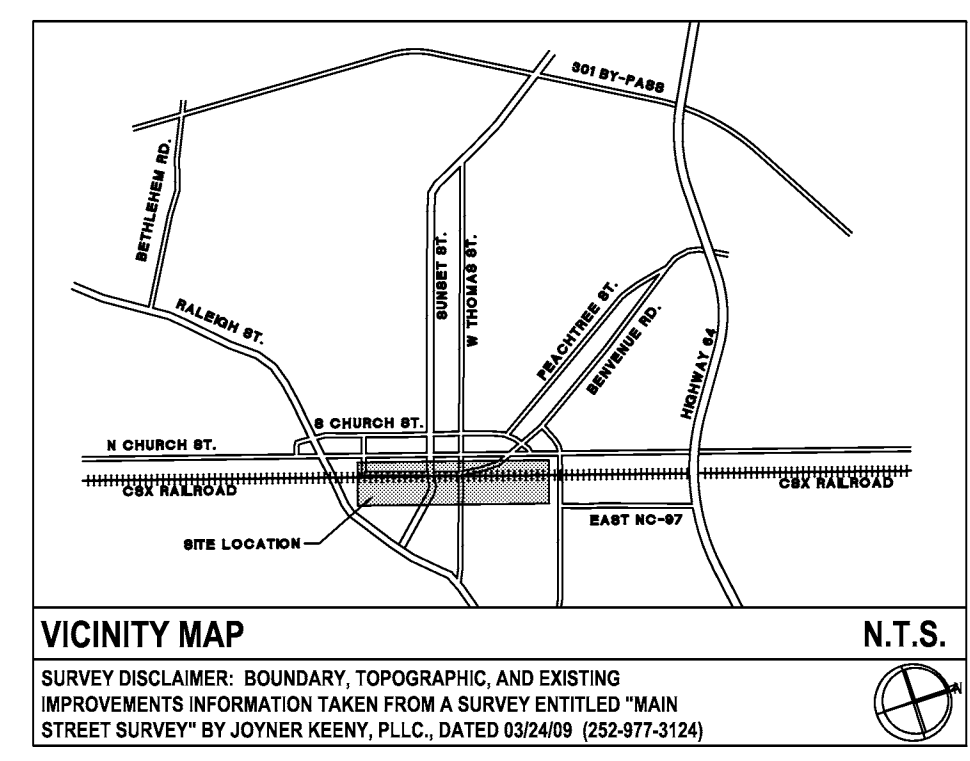 301 BY-PASS
BETHLEHEM RD.
RALEIGH ST.
SUNSET ST.
W THOMAS ST.
PEACHTREE ST.
BENVENUE RD.
HIGHWAY 64
S CHURCH ST.
N CHURCH ST.
CSX RAILROAD
CSX RAILROAD
EAST NC-97
SITE LOCATION
VICINITY MAP
N.T.S.
SURVEY DISCLAIMER: BOUNDARY, TOPOGRAPHIC, AND EXISTING
IMPROVEMENTS INFORMATION TAKEN FROM A SURVEY ENTITLED "MAIN
STREET SURVEY" BY JOYNER KEENY, PLLC., DATED 03/24/09 (252-977-3124)
N